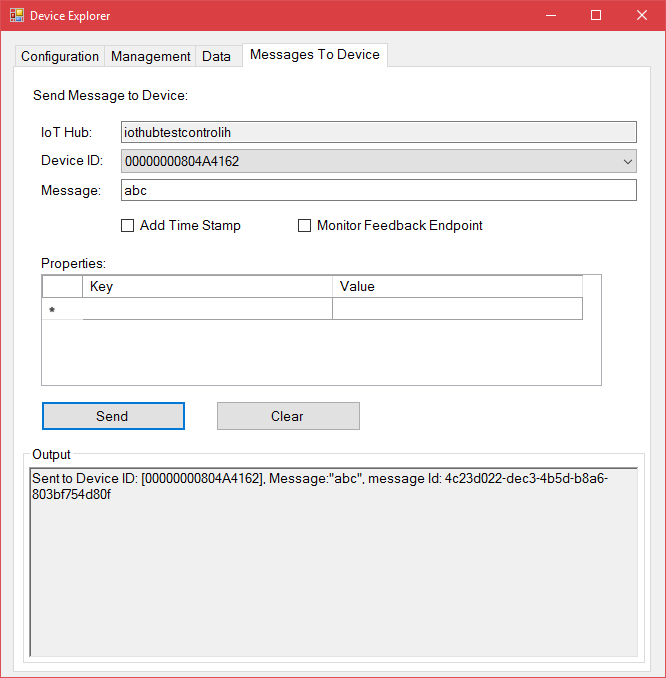 Device Explorer
Configuration Management Data Messages To Device
Send Message to Device:
IoT Hub: iothubtestcontrolih
Device ID: 00000000804A4162
Message: abc
Add Time Stamp Monitor Feedback Endpoint
Properties:
Key Value
*
Send Clear
Output
Sent to Device ID: [00000000804A4162], Message:"abc", message Id: 4c23d022-dec3-4b5d-b8a6-
803bf754d80f